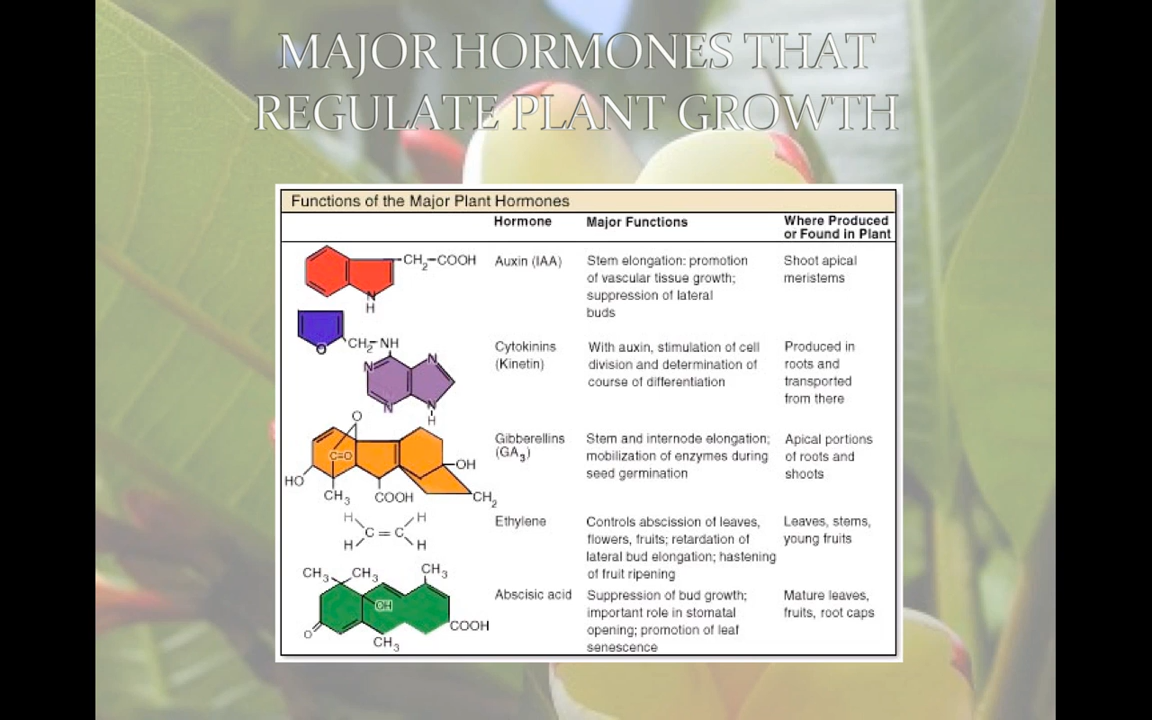 MAJOR HORMONES THAT
REGULATE PLANT GROWTH
Functions of the Major Plant Hormones
Hormone Major Functions Where Produced
or Found in Plant
CH2–COOH
N
H
Auxin (IAA) Stem elongation: promotion
of vascular tissue growth;
suppression of lateral
buds
Shoot apical
meristems
O
CH2–NH
N
N
N
N
H
Cytokinins
(Kinetin)
With auxin, stimulation of cell
division and determination of
course of differentiation
Produced in
roots and
transported
from there
O
C=O
HO
CH3
COOH
OH
CH2
Gibberellins
(GA3)
Stem and internode elongation;
mobilization of enzymes during
seed germination
Apical portions
of roots and
shoots
H H
C=C
H H
Ethylene
Controls abscission of leaves,
flowers, fruits; retardation of
lateral bud elongation; hastening
of fruit ripening
Leaves, stems,
young fruits
CH3 CH3 CH3
OH
COOH
O
CH3
Abscisic acid
Suppression of bud growth;
important role in stomatal
opening; promotion of leaf
senescence
Mature leaves,
fruits, root caps